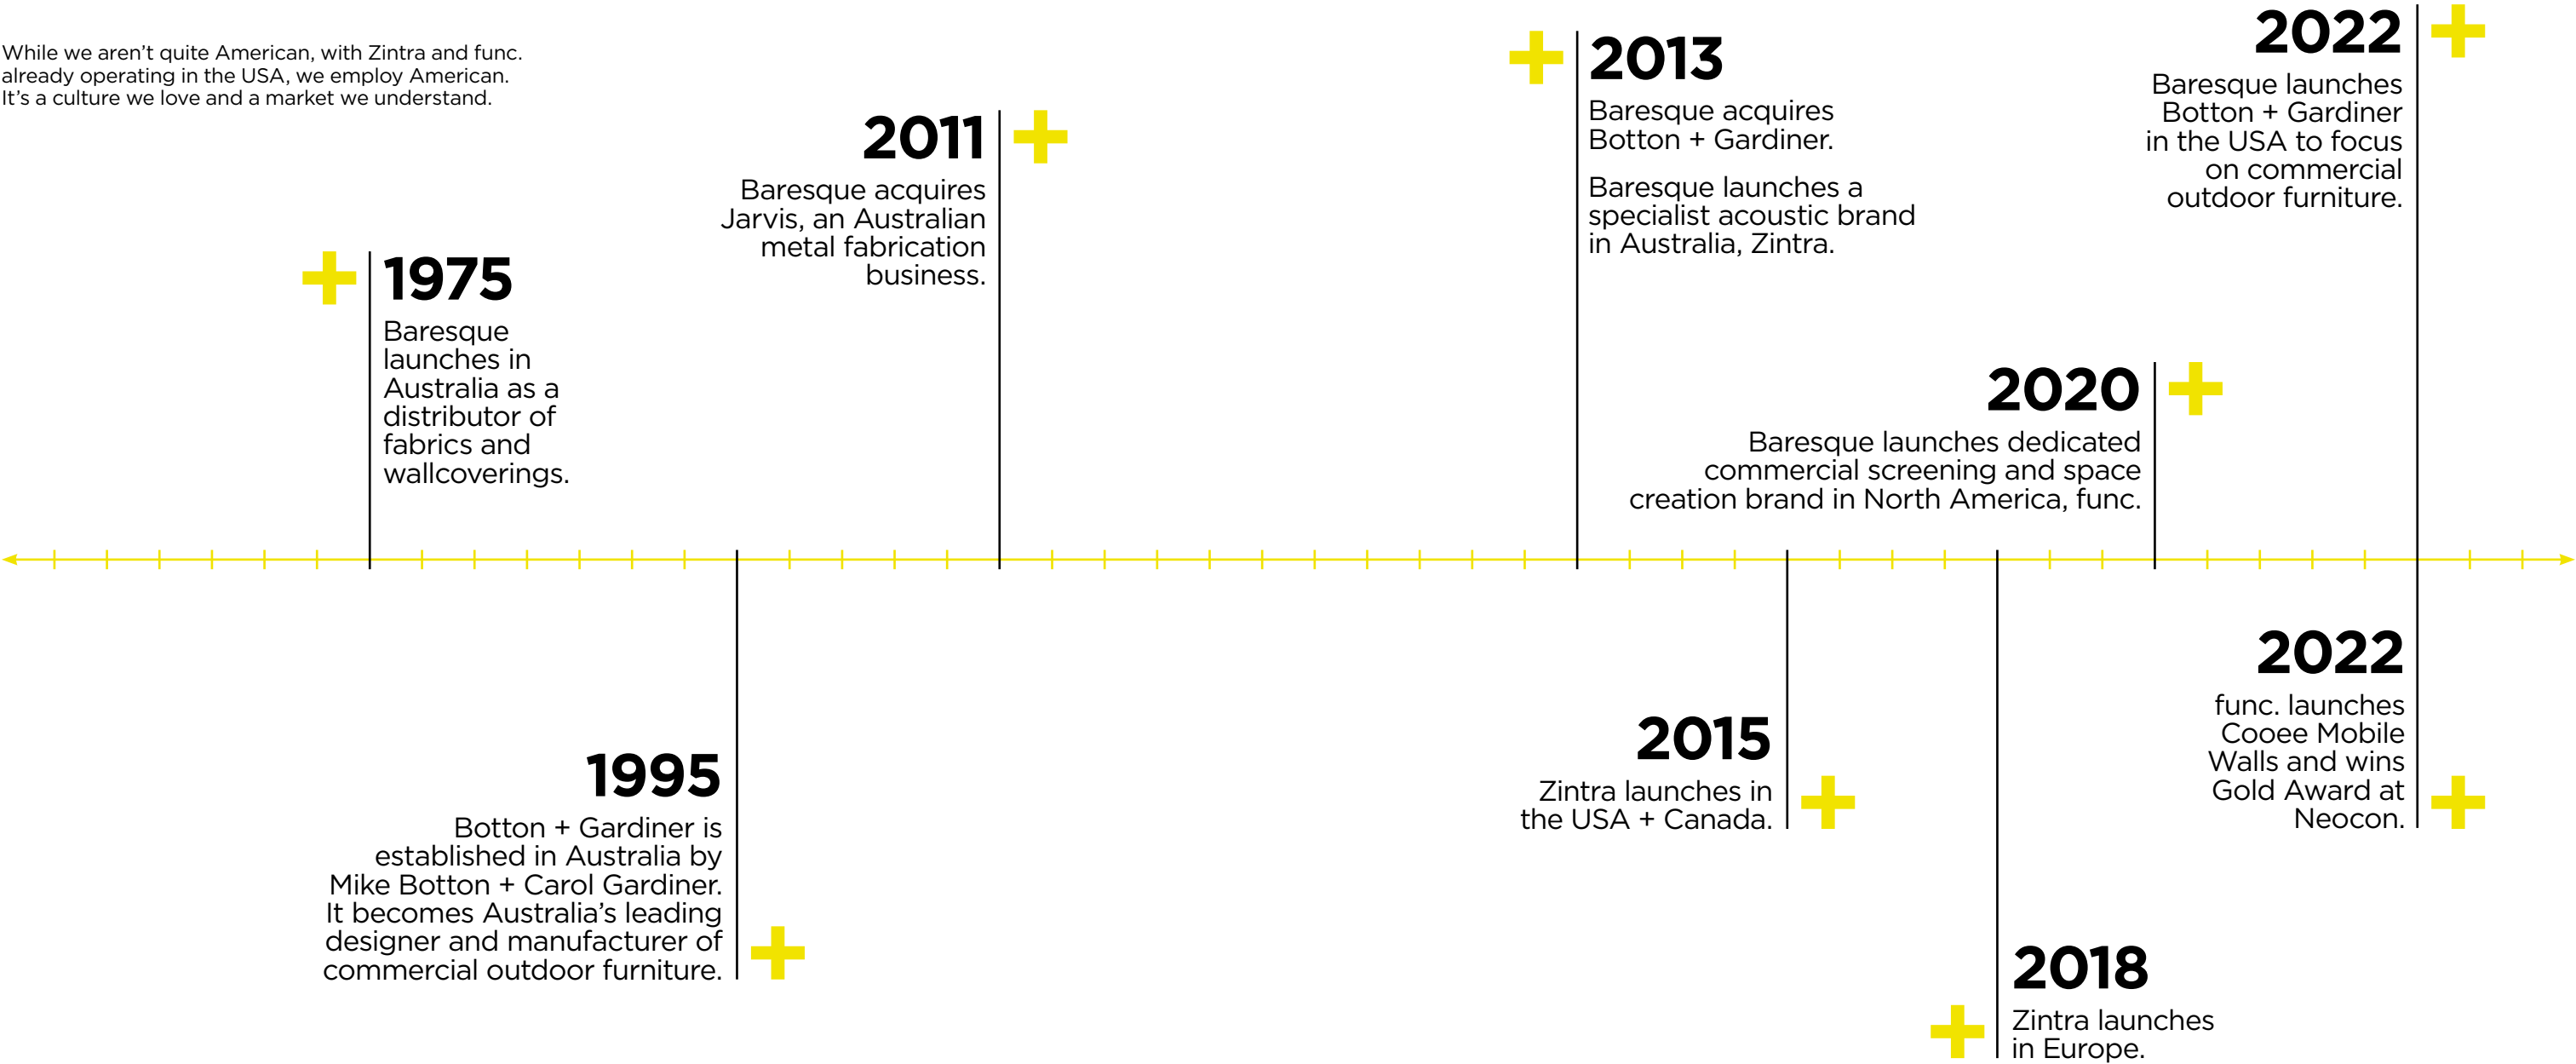 While we aren’t quite American, with Zintra and func.
already operating in the USA, we employ American.
It’s a culture we love and a market we understand.
1975
Baresque
launches in
Australia as a
distributor of
fabrics and
wallcoverings.
1995
Botton + Gardiner is
established in Australia by
Mike Botton + Carol Gardiner.
It becomes Australia’s leading
designer and manufacturer of
commercial outdoor furniture.
2011
Baresque acquires
Jarvis, an Australian
metal fabrication
business.
2013
Baresque acquires
Botton + Gardiner.
Baresque launches a
specialist acoustic brand
in Australia, Zintra.
2015
Zintra launches in
the USA + Canada.
2018
Zintra launches
in Europe.
2020
Baresque launches dedicated
commercial screening and space
creation brand in North America, func.
2022
Baresque launches
Botton + Gardiner
in the USA to focus
on commercial
outdoor furniture.
2022
func. launches
Cooee Mobile
Walls and wins
Gold Award at
Neocon.